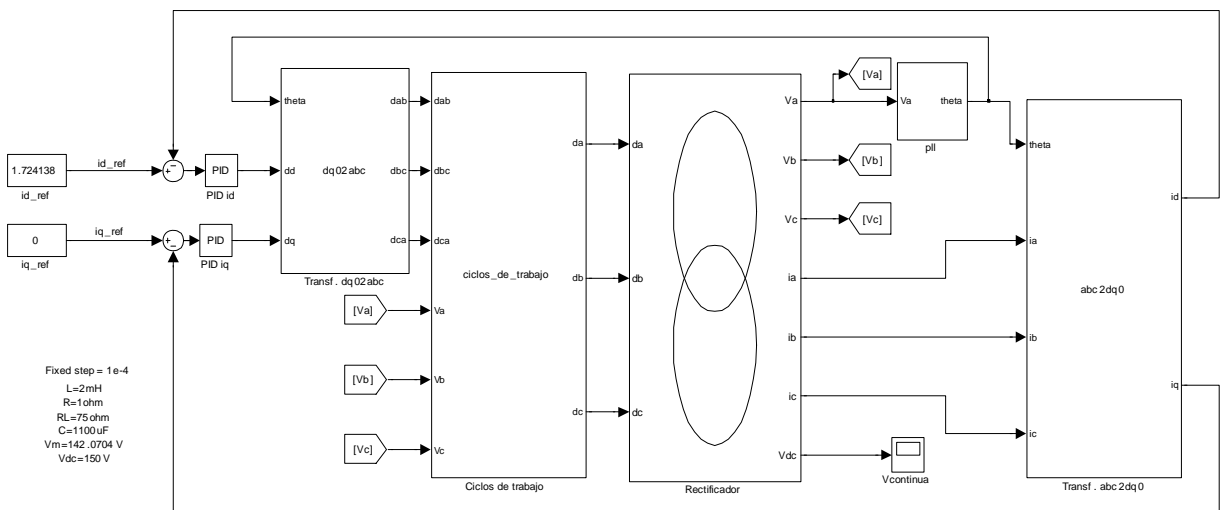 1.724138
id_ref
id_ref
0
iq_ref
iq_ref
+
−
+
−
PID
PID id
PID
PID iq
theta
dd
dq
dq02abc
dab
dbc
dca
Transf. dq02abc
[Va]
[Vb]
[Vc]
dab
dbc
dca
Va
Vb
Vc
ciclos_de_trabajo
da
db
dc
Ciclos de trabajo
da
db
dc
Va
Vb
Vc
ia
ib
ic
Vdc
Rectificador
[Va]
[Vb]
[Vc]
Va
theta
pll
Vcontinua
theta
ia
ib
ic
abc2dq0
id
iq
Transf. abc2dq0
Fixed step = 1e-4
L=2mH
R=1ohm
RL=75ohm
C=1100uF
Vm=142.0704 V
Vdc=150 V